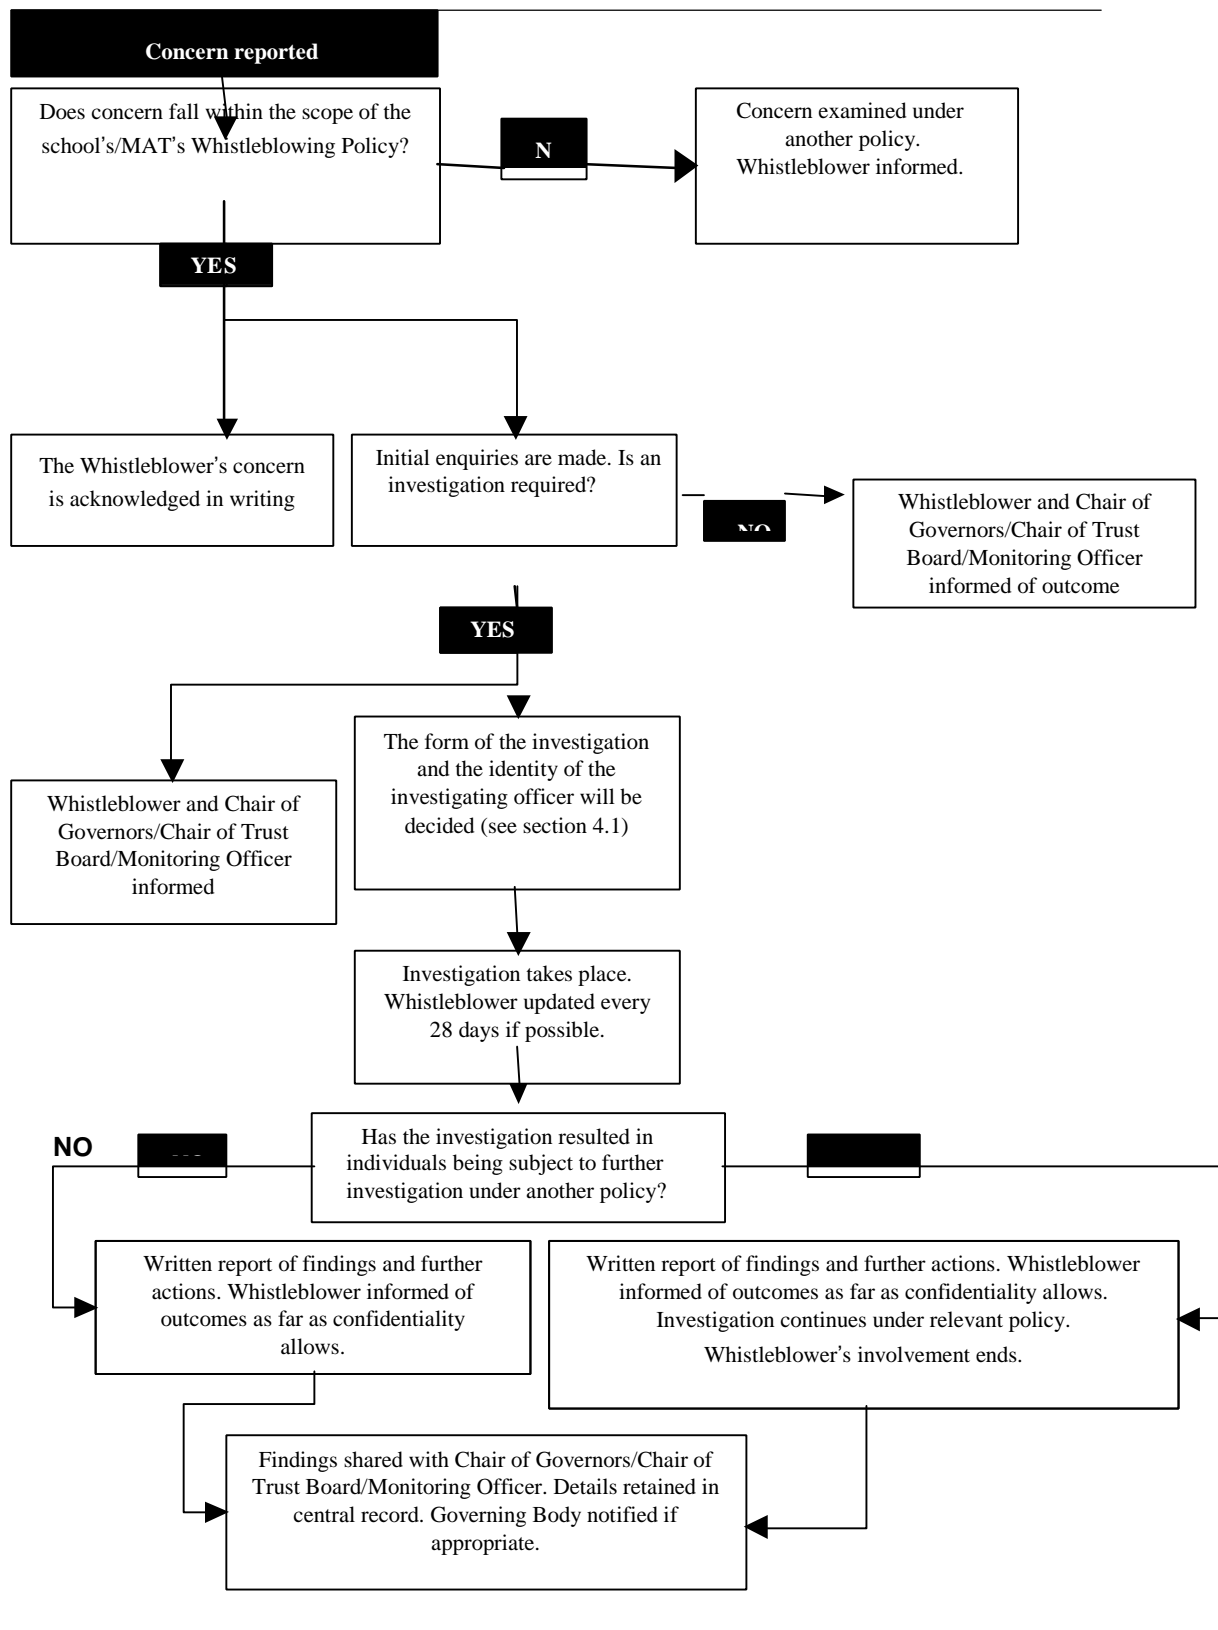 Concern reported
Does concern fall within the scope of the
school's/MAT's Whistleblowing Policy?
N
Concern examined under
another policy.
Whistleblower informed.
YES
The Whistleblower's concern
is acknowledged in writing
Initial enquiries are made. Is an
investigation required?
NO
Whistleblower and Chair of
Governors/Chair of Trust
Board/Monitoring Officer
informed of outcome
YES
The form of the investigation
and the identity of the
investigating officer will be
decided (see section 4.1)
Whistleblower and Chair of
Governors/Chair of Trust
Board/Monitoring Officer
informed
Investigation takes place.
Whistleblower updated every
28 days if possible.
NO
Has the investigation resulted in
individuals being subject to further
investigation under another policy?
Written report of findings and further
actions. Whistleblower informed of
outcomes as far as confidentiality
allows.
Written report of findings and further actions. Whistleblower
informed of outcomes as far as confidentiality allows.
Investigation continues under relevant policy.
Whistleblower's involvement ends.
Findings shared with Chair of Governors/Chair of
Trust Board/Monitoring Officer. Details retained in
central record. Governing Body notified if
appropriate.